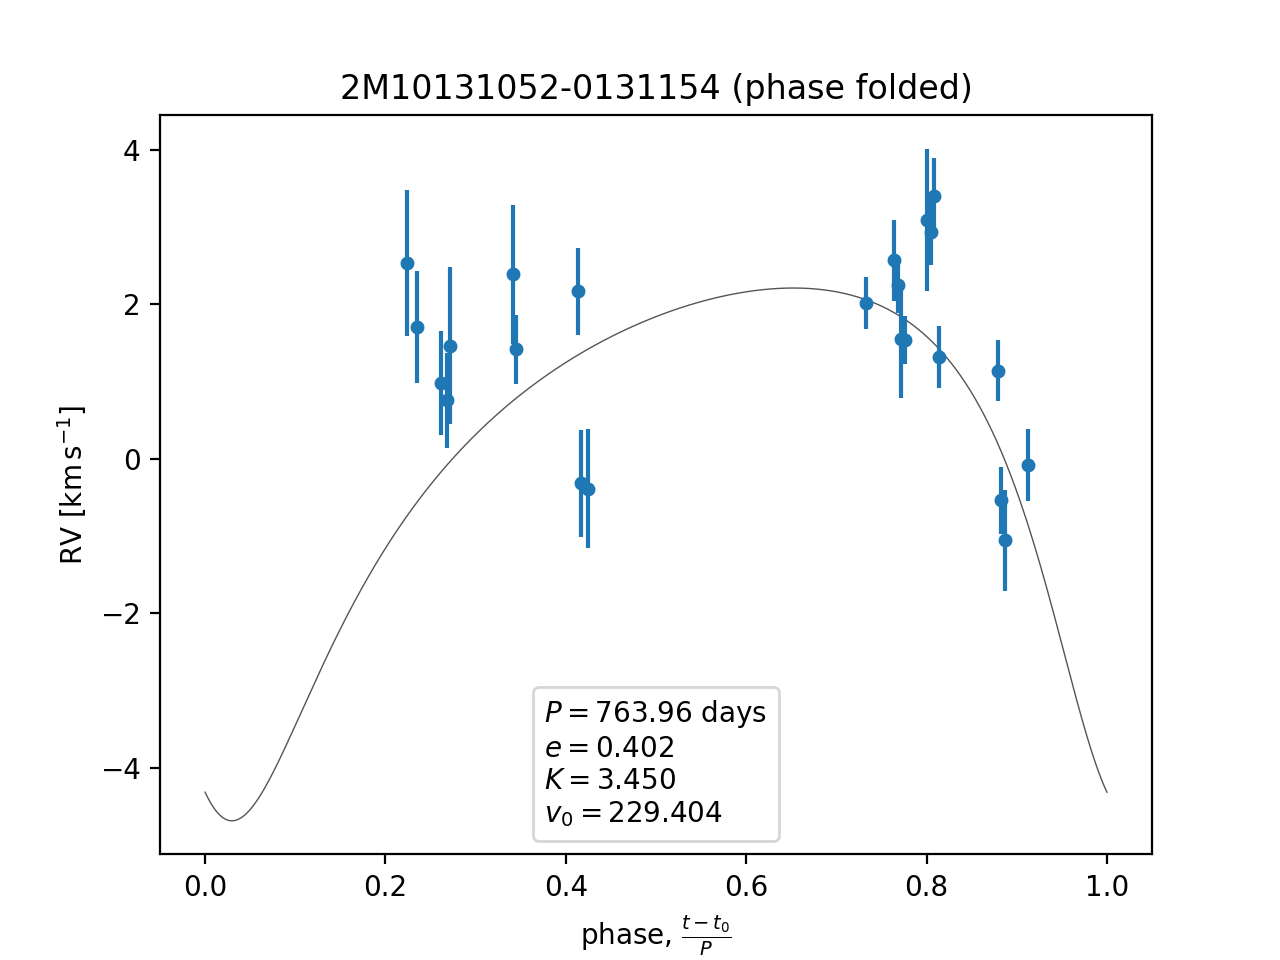 2M10131052-0131154 (phase folded)
4
2
0
−2
−4
RV [km s⁻¹]
P = 763.96 days
e = 0.402
K = 3.450
v₀ = 229.404
0.0 0.2 0.4 0.6 0.8 1.0
phase, (t − t₀)/P